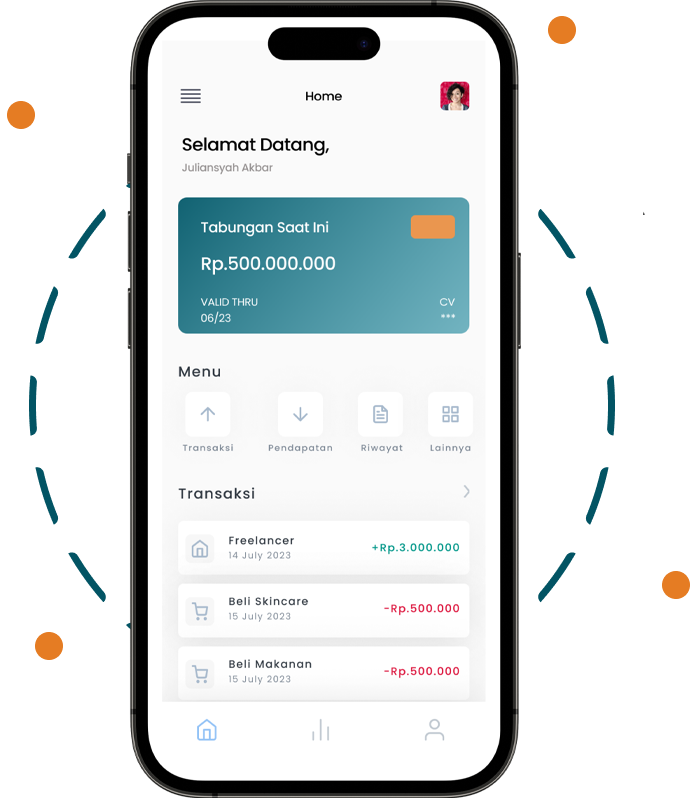 Home
Selamat Datang,
Juliansyah Akbar
Tabungan Saat Ini
Rp.500.000.000
VALID THRU
CV
06/23
***
Menu
Transaksi
Pendapatan
Riwayat
Lainnya
Transaksi
Freelancer
+Rp.3.000.000
14 July 2023
Beli Skincare
-Rp.500.000
15 July 2023
Beli Makanan
-Rp.500.000
15 July 2023